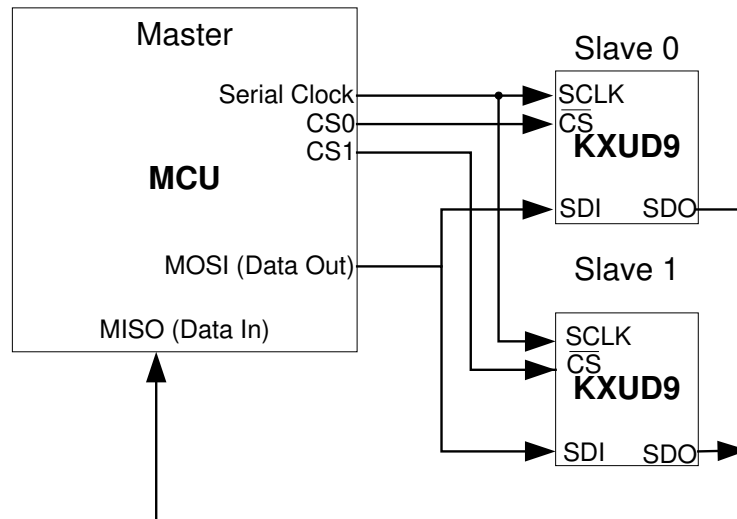 Master
Serial Clock
CS0
CS1
MCU
MOSI (Data Out)
MISO (Data In)
Slave 0
SCLK
CS
KXUD9
SDI SDO
Slave 1
SCLK
CS
KXUD9
SDI SDO